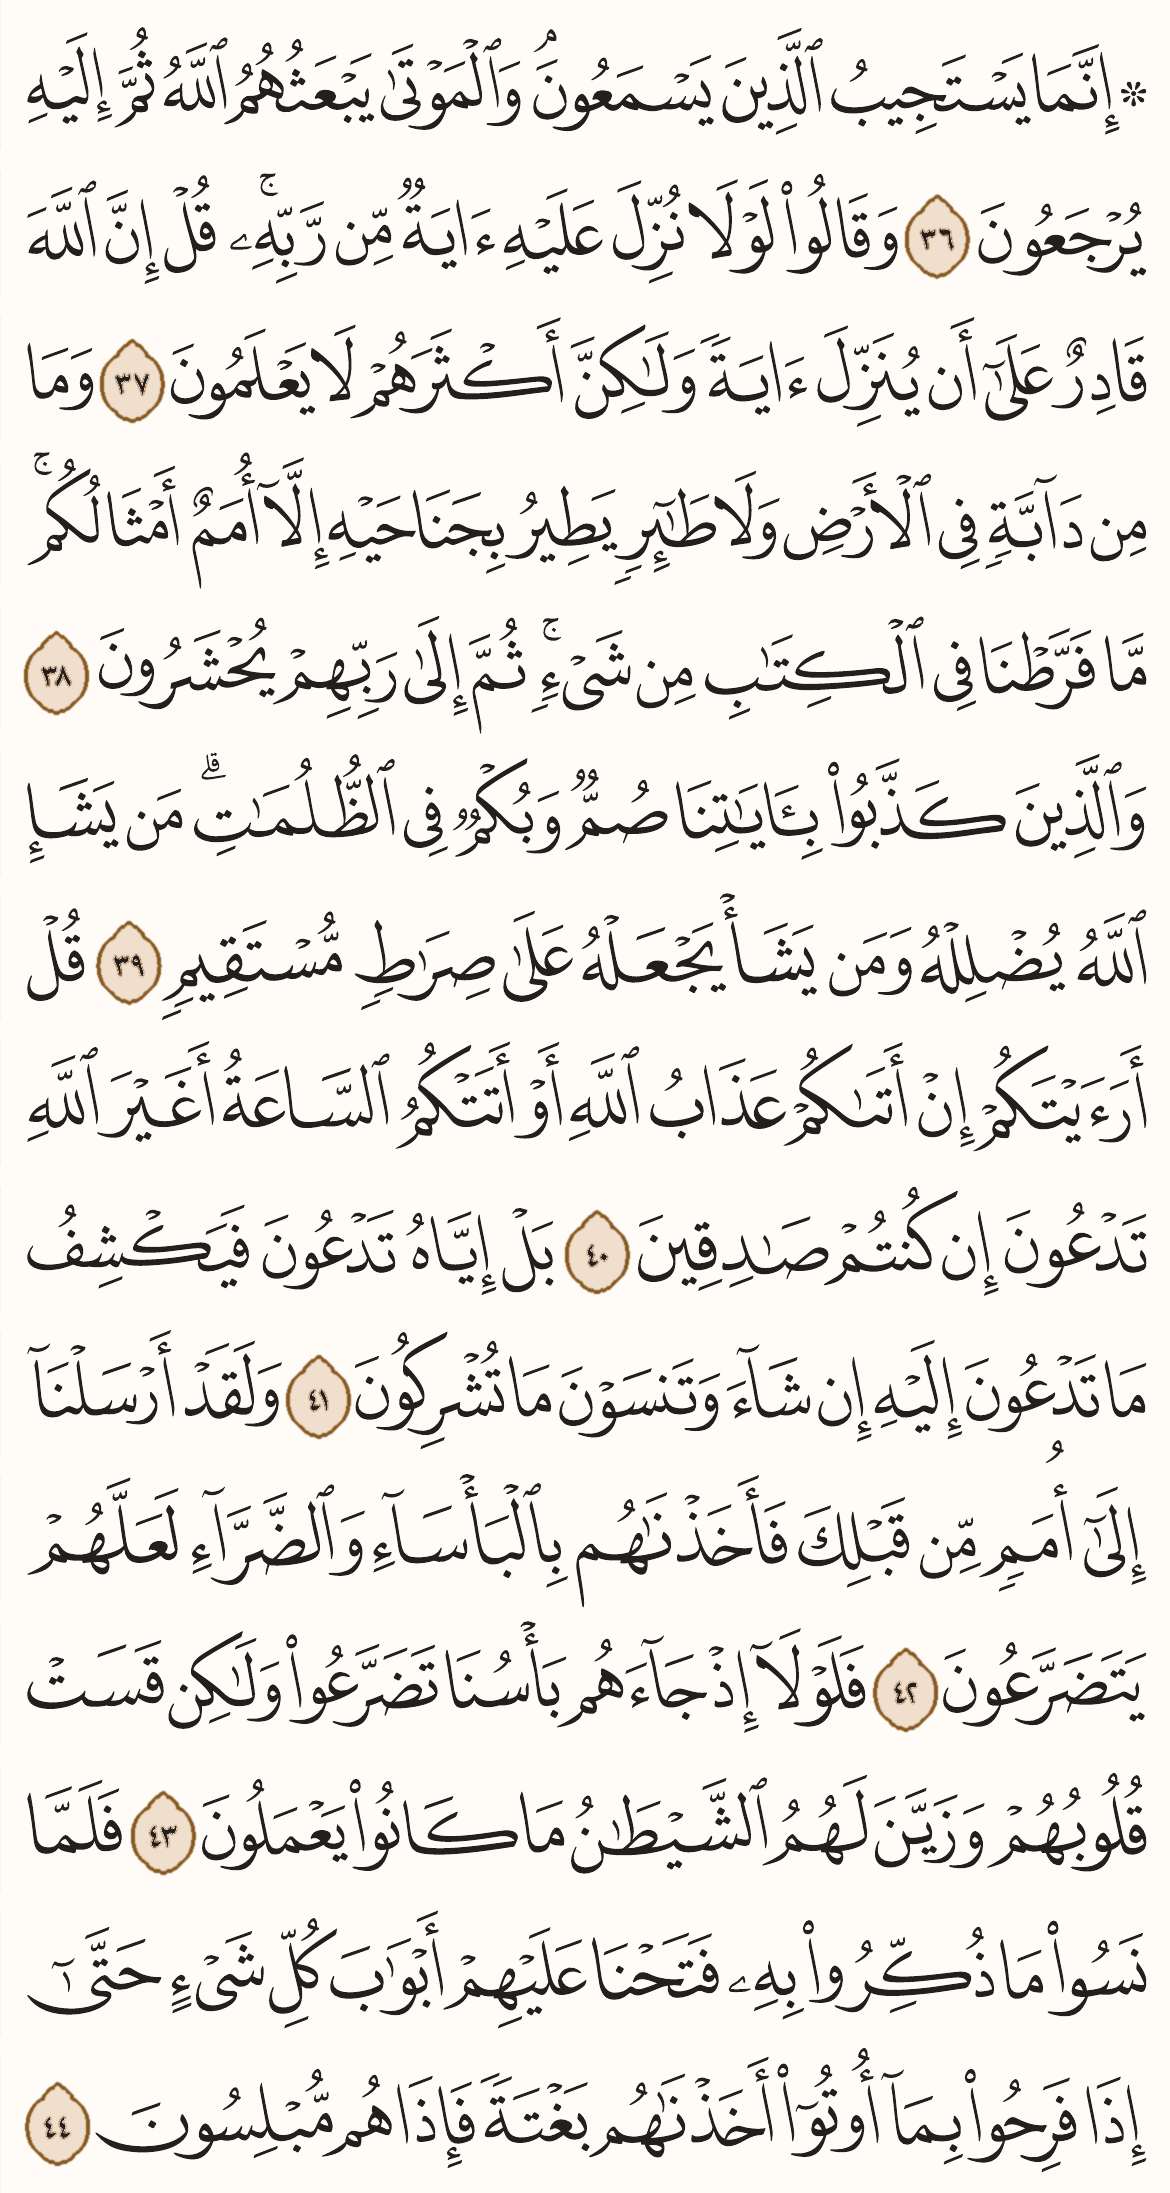 ۞ إِنَّمَا يَسْتَجِيبُ ٱلَّذِينَ يَسْمَعُونَۘ وَٱلْمَوْتَىٰ يَبْعَثُهُمُ ٱللَّهُ ثُمَّ إِلَيْهِ
يُرْجَعُونَ ٣٦ وَقَالُوا۟ لَوْلَا نُزِّلَ عَلَيْهِ ءَايَةٌ مِّن رَّبِّهِۦۚ قُلْ إِنَّ ٱللَّهَ
قَادِرٌ عَلَىٰٓ أَن يُنَزِّلَ ءَايَةً وَلَـٰكِنَّ أَكْثَرَهُمْ لَا يَعْلَمُونَ ٣٧ وَمَا
مِن دَآبَّةٍ فِى ٱلْأَرْضِ وَلَا طَـٰٓئِرٍ يَطِيرُ بِجَنَاحَيْهِ إِلَّآ أُمَمٌ أَمْثَالُكُمۚ
مَّا فَرَّطْنَا فِى ٱلْكِتَـٰبِ مِن شَىْءٍۚ ثُمَّ إِلَىٰ رَبِّهِمْ يُحْشَرُونَ ٣٨
وَٱلَّذِينَ كَذَّبُوا۟ بِـَٔايَـٰتِنَا صُمٌّ وَبُكْمٌ فِى ٱلظُّلُمَـٰتِۗ مَن يَشَإِ
ٱللَّهُ يُضْلِلْهُ وَمَن يَشَأْ يَجْعَلْهُ عَلَىٰ صِرَٰطٍ مُّسْتَقِيمٍ ٣٩ قُلْ
أَرَءَيْتَكُمْ إِنْ أَتَىٰكُمْ عَذَابُ ٱللَّهِ أَوْ أَتَتْكُمُ ٱلسَّاعَةُ أَغَيْرَ ٱللَّهِ
تَدْعُونَ إِن كُنتُمْ صَـٰدِقِينَ ٤٠ بَلْ إِيَّاهُ تَدْعُونَ فَيَكْشِفُ
مَا تَدْعُونَ إِلَيْهِ إِن شَآءَ وَتَنسَوْنَ مَا تُشْرِكُونَ ٤١ وَلَقَدْ أَرْسَلْنَآ
إِلَىٰٓ أُمَمٍ مِّن قَبْلِكَ فَأَخَذْنَـٰهُم بِٱلْبَأْسَآءِ وَٱلضَّرَّآءِ لَعَلَّهُمْ
يَتَضَرَّعُونَ ٤٢ فَلَوْلَآ إِذْ جَآءَهُم بَأْسُنَا تَضَرَّعُوا۟ وَلَـٰكِن قَسَتْ
قُلُوبُهُمْ وَزَيَّنَ لَهُمُ ٱلشَّيْطَـٰنُ مَا كَانُوا۟ يَعْمَلُونَ ٤٣ فَلَمَّا
نَسُوا۟ مَا ذُكِّرُوا۟ بِهِۦ فَتَحْنَا عَلَيْهِمْ أَبْوَٰبَ كُلِّ شَىْءٍ حَتَّىٰٓ
إِذَا فَرِحُوا۟ بِمَآ أُوتُوٓا۟ أَخَذْنَـٰهُم بَغْتَةً فَإِذَا هُم مُّبْلِسُونَ ٤٤